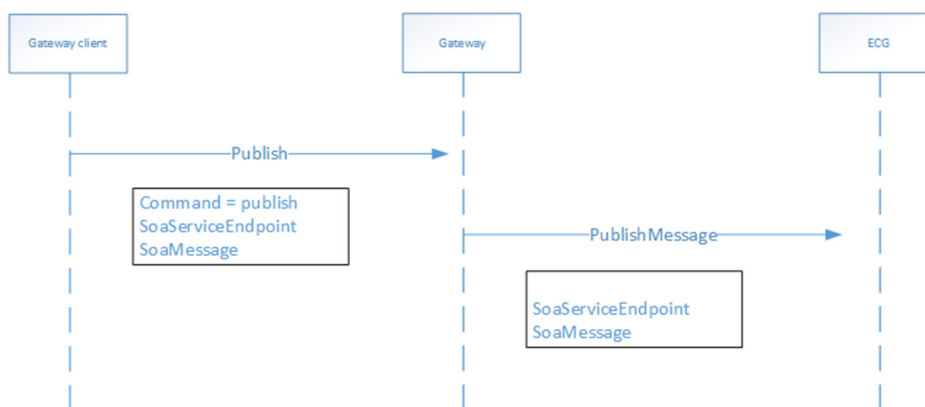 Gateway client
Gateway
ECG
Publish
Command = publish
SoaServiceEndpoint
SoaMessage
PublishMessage
SoaServiceEndpoint
SoaMessage